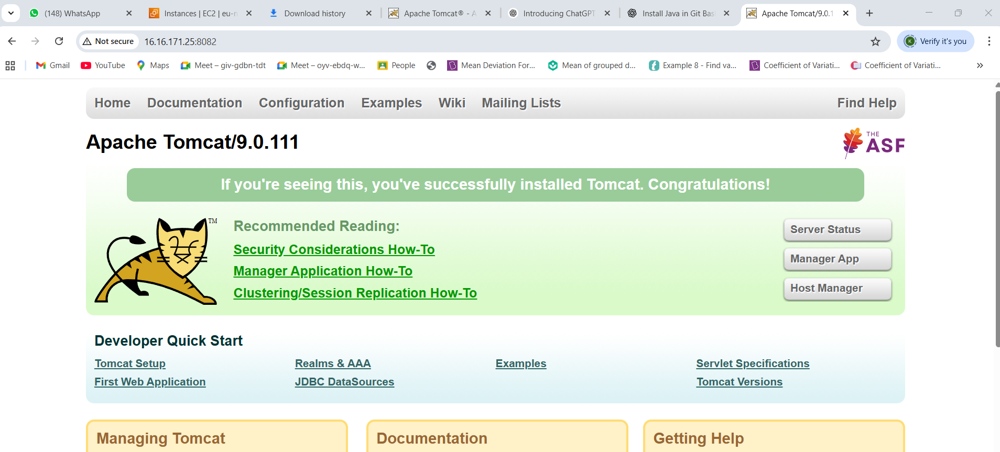 (148) WhatsApp
Instances | EC2 | eu-n
Download history
Apache Tomcat® - A
Introducing ChatGPT
Install Java in Git Bas
Apache Tomcat/9.0.1
Not secure
16.16.171.25:8082
K
Verify it's you
Gmail
YouTube
Maps
Meet – giv-gdbn-tdt
Meet – oyv-ebdq-w...
People
Mean Deviation For...
Mean of grouped d...
Example 8 - Find va...
Coefficient of Variati...
Coefficient of Variati...
Home Documentation Configuration Examples Wiki Mailing Lists Find Help
Apache Tomcat/9.0.111
THE
ASF
If you're seeing this, you've successfully installed Tomcat. Congratulations!
TM
Recommended Reading:
Security Considerations How-To
Manager Application How-To
Clustering/Session Replication How-To
Server Status
Manager App
Host Manager
Developer Quick Start
Tomcat Setup Realms & AAA Examples Servlet Specifications
First Web Application JDBC DataSources Tomcat Versions
Managing Tomcat
Documentation
Getting Help